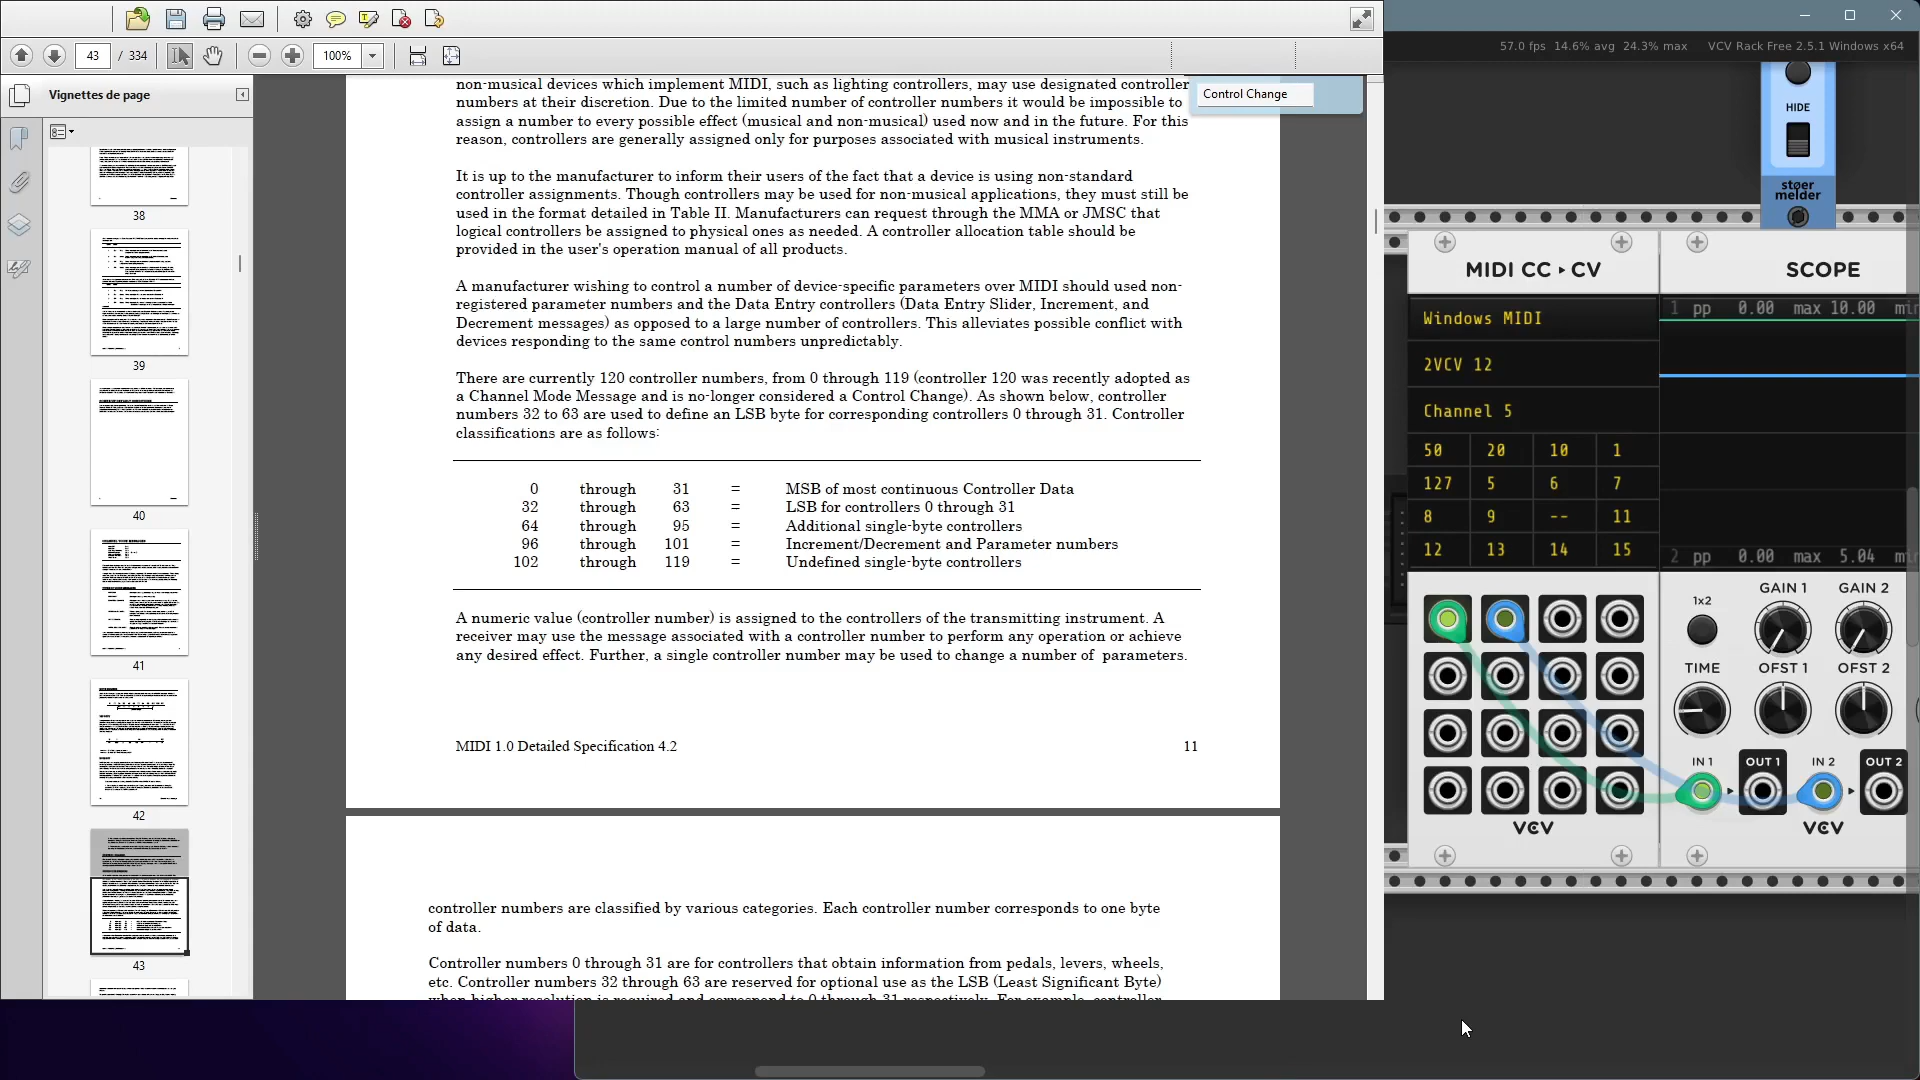 43
/ 334
100%
57.0 fps 14.6% avg 24.3% max VCV Rack Free 2.5.1 Windows x64
Vignettes de page
38
39
40
41
42
43
Control Change
non-musical devices which implement MIDI, such as lighting controllers, may use designated controller
numbers at their discretion. Due to the limited number of controller numbers it would be impossible to
assign a number to every possible effect (musical and non-musical) used now and in the future. For this
reason, controllers are generally assigned only for purposes associated with musical instruments.
It is up to the manufacturer to inform their users of the fact that a device is using non-standard
controller assignments. Though controllers may be used for non-musical applications, they must still be
used in the format detailed in Table II. Manufacturers can request through the MMA or JMSC that
logical controllers be assigned to physical ones as needed. A controller allocation table should be
provided in the user's operation manual of all products.
A manufacturer wishing to control a number of device-specific parameters over MIDI should used non-
registered parameter numbers and the Data Entry controllers (Data Entry Slider, Increment, and
Decrement messages) as opposed to a large number of controllers. This alleviates possible conflict with
devices responding to the same control numbers unpredictably.
There are currently 120 controller numbers, from 0 through 119 (controller 120 was recently adopted as
a Channel Mode Message and is no-longer considered a Control Change). As shown below, controller
numbers 32 to 63 are used to define an LSB byte for corresponding controllers 0 through 31. Controller
classifications are as follows:
0 through 31 = MSB of most continuous Controller Data
32 through 63 = LSB for controllers 0 through 31
64 through 95 = Additional single-byte controllers
96 through 101 = Increment/Decrement and Parameter numbers
102 through 119 = Undefined single-byte controllers
A numeric value (controller number) is assigned to the controllers of the transmitting instrument. A
receiver may use the message associated with a controller number to perform any operation or achieve
any desired effect. Further, a single controller number may be used to change a number of parameters.
MIDI 1.0 Detailed Specification 4.2 11
controller numbers are classified by various categories. Each controller number corresponds to one byte
of data.
Controller numbers 0 through 31 are for controllers that obtain information from pedals, levers, wheels,
etc. Controller numbers 32 through 63 are reserved for optional use as the LSB (Least Significant Byte)
when higher resolution is required and correspond to 0 through 31 respectively. For example, controller
HIDE
støer
melder
MIDI CC ▸ CV
Windows MIDI
2VCV 12
Channel 5
50 20 10 1
127 5 6 7
8 9 -- 11
12 13 14 15
VCV
SCOPE
1 pp 0.00 max 10.00
2 pp 0.00 max 5.04
1x2
GAIN 1
GAIN 2
TIME
OFST 1
OFST 2
IN 1
OUT 1
IN 2
OUT 2
VCV